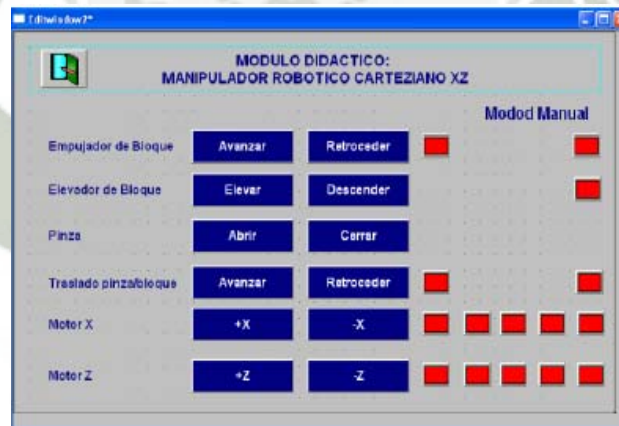 Editwindow2*
MODULO DIDACTICO:
MANIPULADOR ROBOTICO CARTEZIANO XZ
Modod Manual
Empujador de Bloque Avanzar Retroceder
Elevador de Bloque Elevar Descender
Pinza Abrir Cerrar
Traslado pinza/bloque Avanzar Retroceder
Motor X +X -X
Motor Z +Z -Z